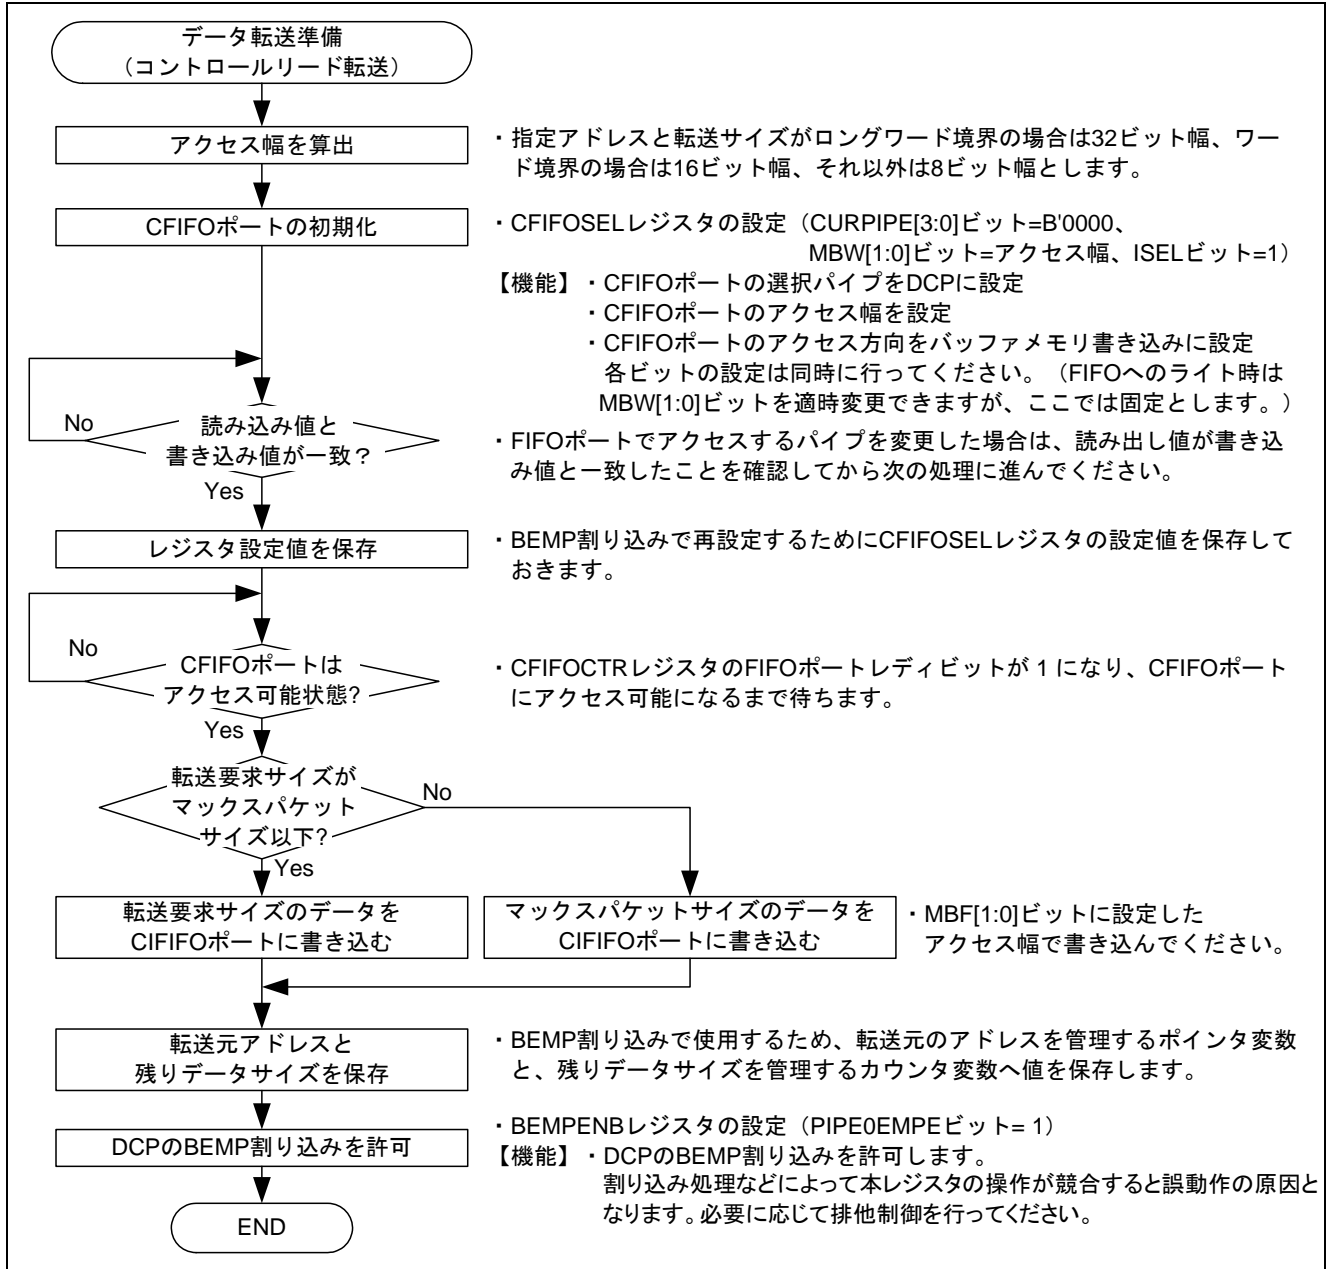 データ転送準備
（コントロールリード転送）
アクセス幅を算出
・指定アドレスと転送サイズがロングワード境界の場合は32ビット幅、ワー
ド境界の場合は16ビット幅、それ以外は8ビット幅とします。
CFIFOポートの初期化
・CFIFOSELレジスタの設定（CURPIPE[3:0]ビット=B'0000、
MBW[1:0]ビット=アクセス幅、ISELビット=1）
【機能】・CFIFOポートの選択パイプをDCPに設定
・CFIFOポートのアクセス幅を設定
・CFIFOポートのアクセス方向をバッファメモリ書き込みに設定
各ビットの設定は同時に行ってください。（FIFOへのライト時は
MBW[1:0]ビットを適時変更できますが、ここでは固定とします。）
No
読み込み値と
書き込み値が一致？
Yes
・FIFOポートでアクセスするパイプを変更した場合は、読み出し値が書き込
み値と一致したことを確認してから次の処理に進んでください。
レジスタ設定値を保存
・BEMP割り込みで再設定するためにCFIFOSELレジスタの設定値を保存して
おきます。
No
CFIFOポートは
アクセス可能状態?
Yes
・CFIFOCTRレジスタのFIFOポートレディビットが 1 になり、CFIFOポート
にアクセス可能になるまで待ちます。
転送要求サイズが
マックスパケット
サイズ以下?
No
Yes
転送要求サイズのデータを
CIFIFOポートに書き込む
マックスパケットサイズのデータを
CIFIFOポートに書き込む
・MBF[1:0]ビットに設定した
アクセス幅で書き込んでください。
転送元アドレスと
残りデータサイズを保存
・BEMP割り込みで使用するため、転送元のアドレスを管理するポインタ変数
と、残りデータサイズを管理するカウンタ変数へ値を保存します。
DCPのBEMP割り込みを許可
・BEMPENBレジスタの設定（PIPE0EMPEビット= 1）
【機能】・DCPのBEMP割り込みを許可します。
割り込み処理などによって本レジスタの操作が競合すると誤動作の原因と
なります。必要に応じて排他制御を行ってください。
END